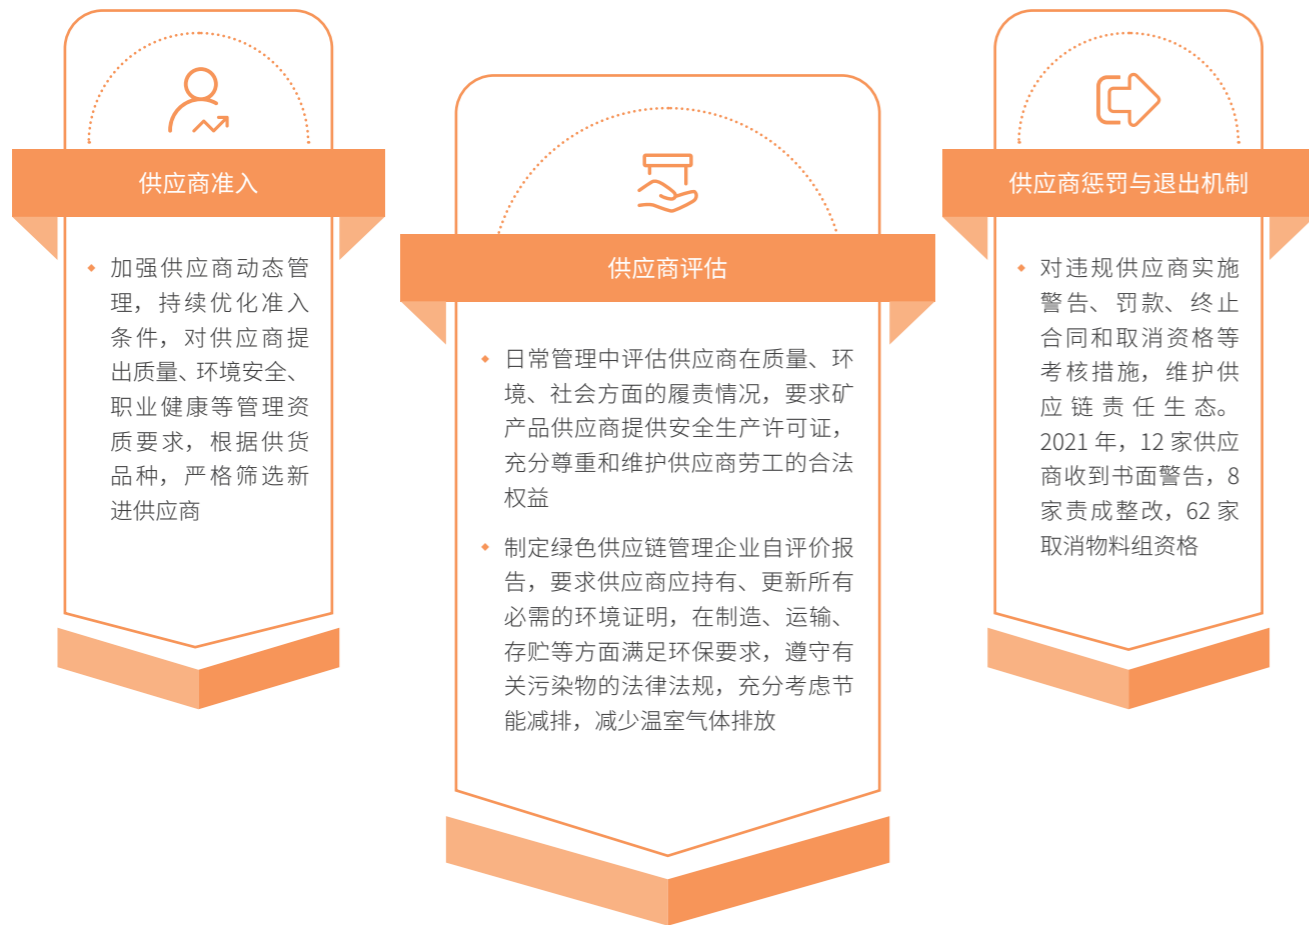 供应商准入
加强供应商动态管
理，持续优化准入
条件，对供应商提
出质量、环境安全、
职业健康等管理资
质要求，根据供货
品种，严格筛选新
进供应商
供应商评估
日常管理中评估供应商在质量、环
境、社会方面的履责情况，要求矿
产品供应商提供安全生产许可证，
充分尊重和维护供应商劳工的合法
权益
制定绿色供应链管理企业自评价报
告，要求供应商应持有、更新所有
必需的环境证明，在制造、运输、
存贮等方面满足环保要求，遵守有
关污染物的法律法规，充分考虑节
能减排，减少温室气体排放
供应商惩罚与退出机制
对违规供应商实施
警告、罚款、终止
合同和取消资格等
考核措施，维护供
应链责任生态。
2021 年，12 家供应
商收到书面警告，8
家责成整改，62 家
取消物料组资格